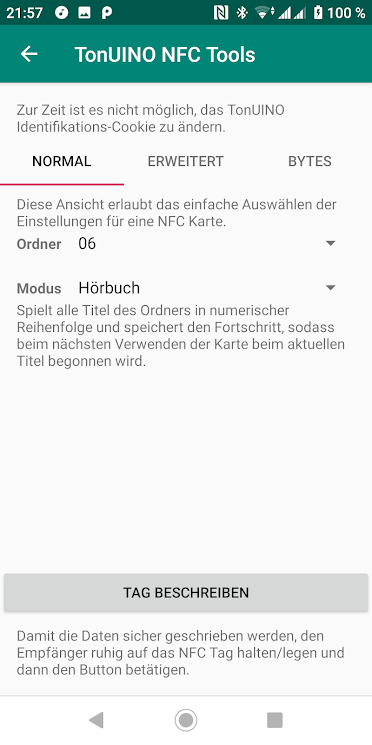 21:57
100 %
TonUINO NFC Tools
Zur Zeit ist es nicht möglich, das TonUINO
Identifikations-Cookie zu ändern.
NORMAL ERWEITERT BYTES
Diese Ansicht erlaubt das einfache Auswählen der
Einstellungen für eine NFC Karte.
Ordner 06
Modus Hörbuch
Spielt alle Titel des Ordners in numerischer
Reihenfolge und speichert den Fortschritt, sodass
beim nächsten Verwenden der Karte beim aktuellen
Titel begonnen wird.
TAG BESCHREIBEN
Damit die Daten sicher geschrieben werden, den
Empfänger ruhig auf das NFC Tag halten/legen und
dann den Button betätigen.